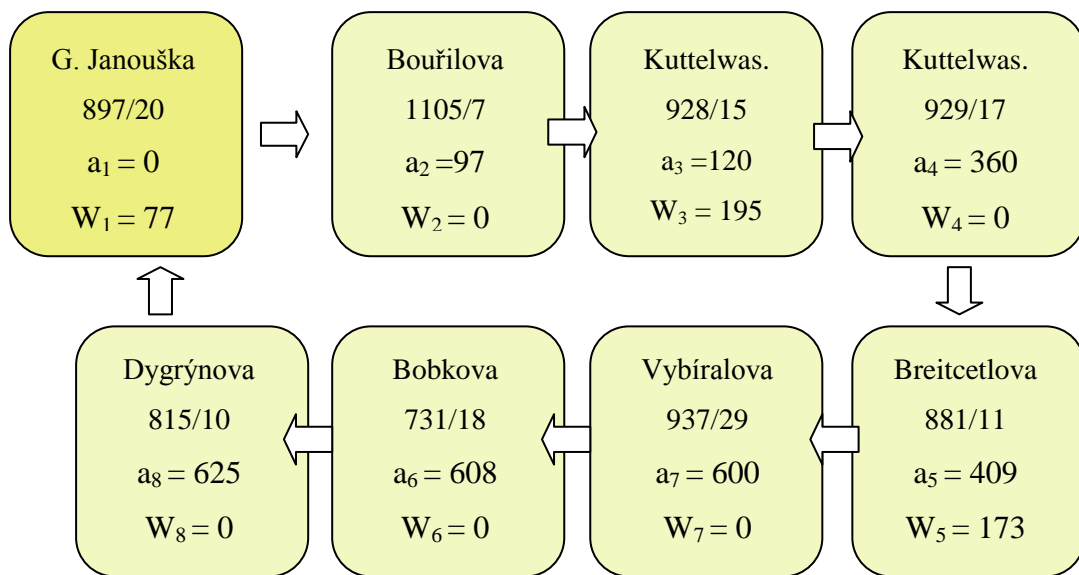 G. Janouška
897/20
a₁ = 0
W₁ = 77
Bouřilova
1105/7
a₂ =97
W₂ = 0
Kuttelwas.
928/15
a₃ =120
W₃ = 195
Kuttelwas.
929/17
a₄ = 360
W₄ = 0
Dygrýnova
815/10
a₈ = 625
W₈ = 0
Bobkova
731/18
a₆ = 608
W₆ = 0
Vybíralova
937/29
a₇ = 600
W₇ = 0
Breitcetlova
881/11
a₅ = 409
W₅ = 173